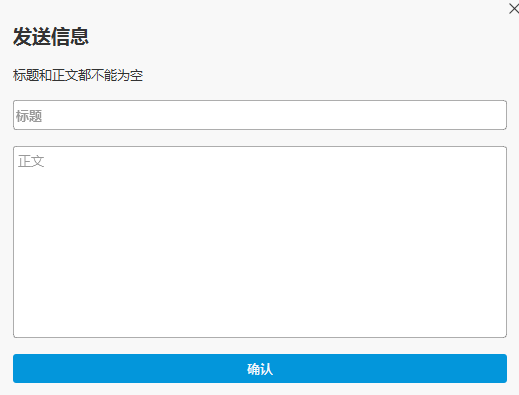 发送信息
标题和正文都不能为空
标题
正文
确认